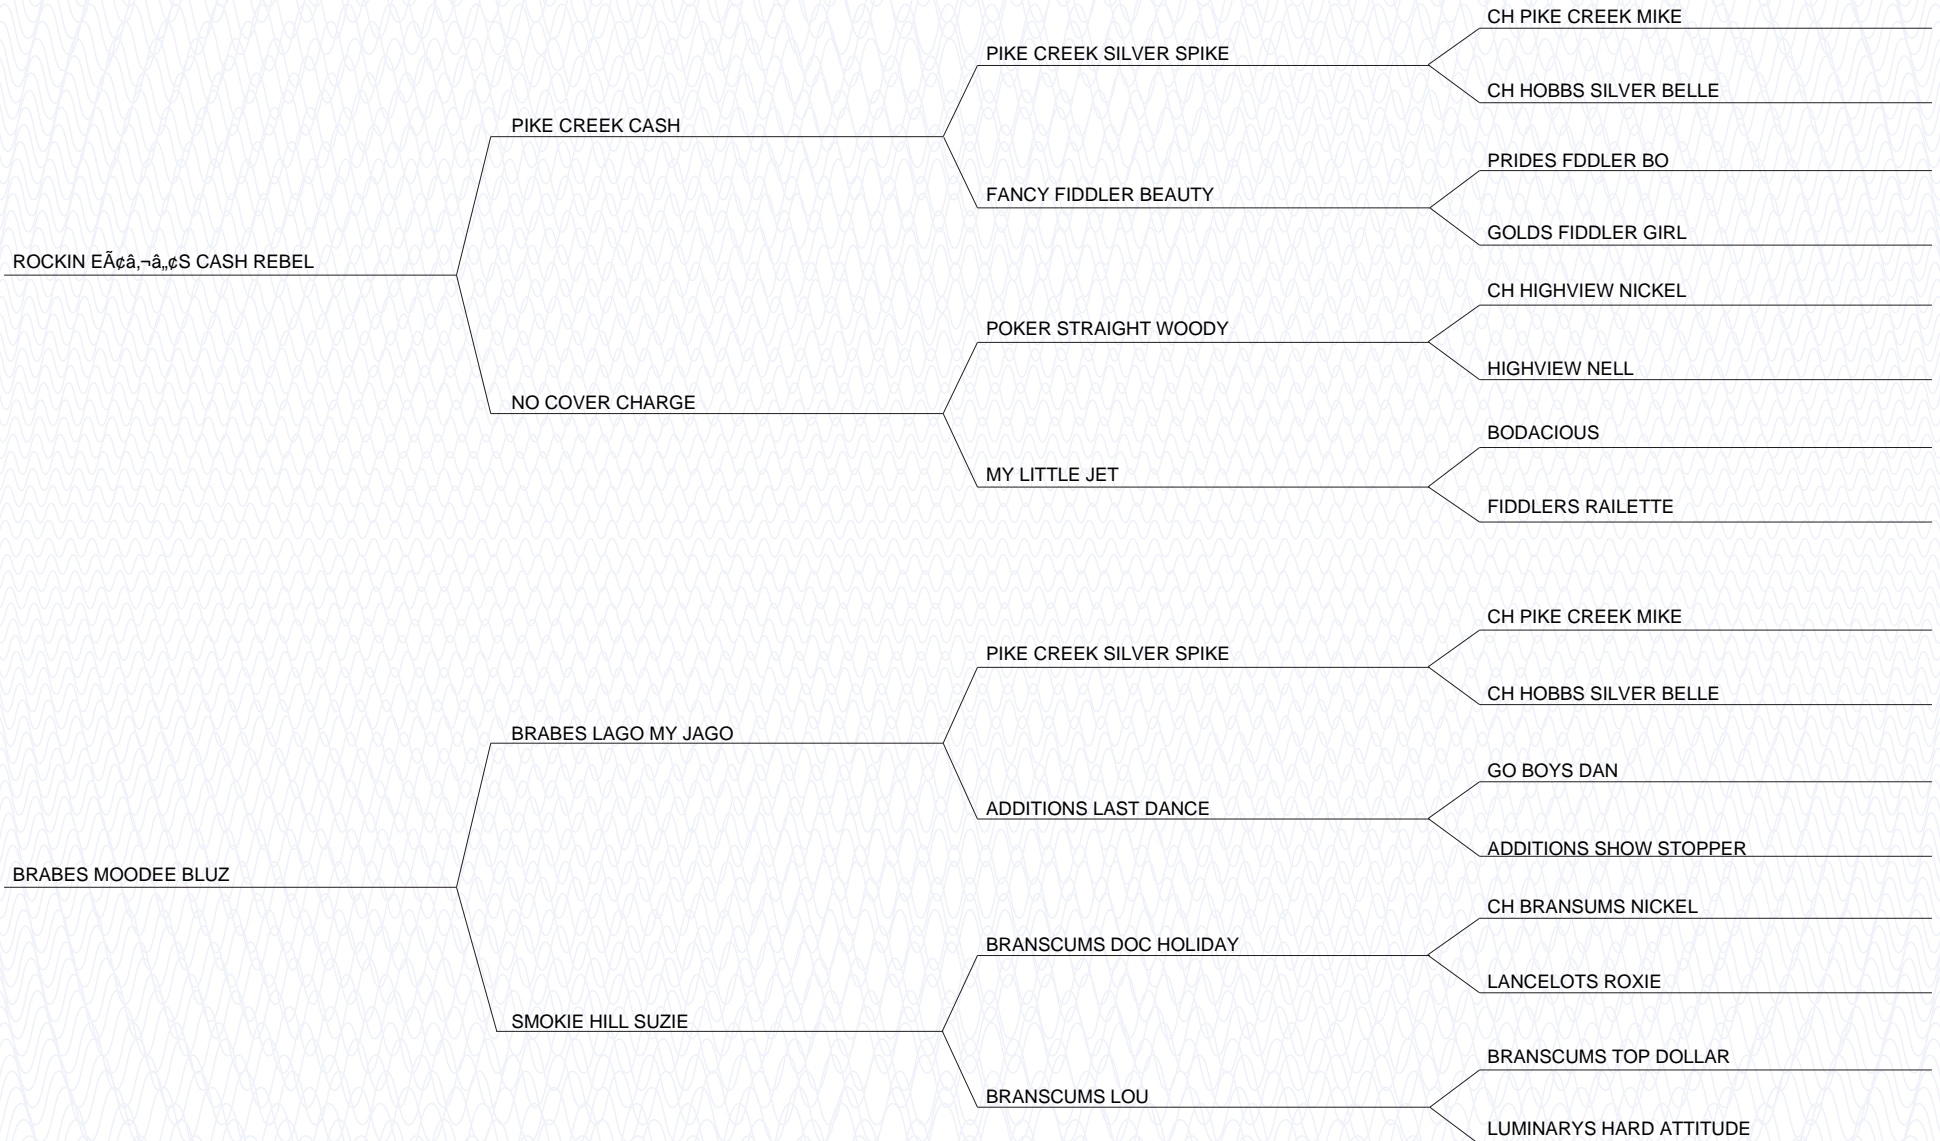 CH PIKE CREEK MIKE
PIKE CREEK SILVER SPIKE
CH HOBBS SILVER BELLE
PIKE CREEK CASH
PRIDES FDDLER BO
FANCY FIDDLER BEAUTY
GOLDS FIDDLER GIRL
ROCKIN EÃ¢â‚¬â„¢S CASH REBEL
CH HIGHVIEW NICKEL
POKER STRAIGHT WOODY
HIGHVIEW NELL
NO COVER CHARGE
BODACIOUS
MY LITTLE JET
FIDDLERS RAILETTE
CH PIKE CREEK MIKE
PIKE CREEK SILVER SPIKE
CH HOBBS SILVER BELLE
BRABES LAGO MY JAGO
GO BOYS DAN
ADDITIONS LAST DANCE
ADDITIONS SHOW STOPPER
BRABES MOODEE BLUZ
CH BRANSUMS NICKEL
BRANSCUMS DOC HOLIDAY
LANCELOTS ROXIE
SMOKIE HILL SUZIE
BRANSCUMS TOP DOLLAR
BRANSCUMS LOU
LUMINARYS HARD ATTITUDE